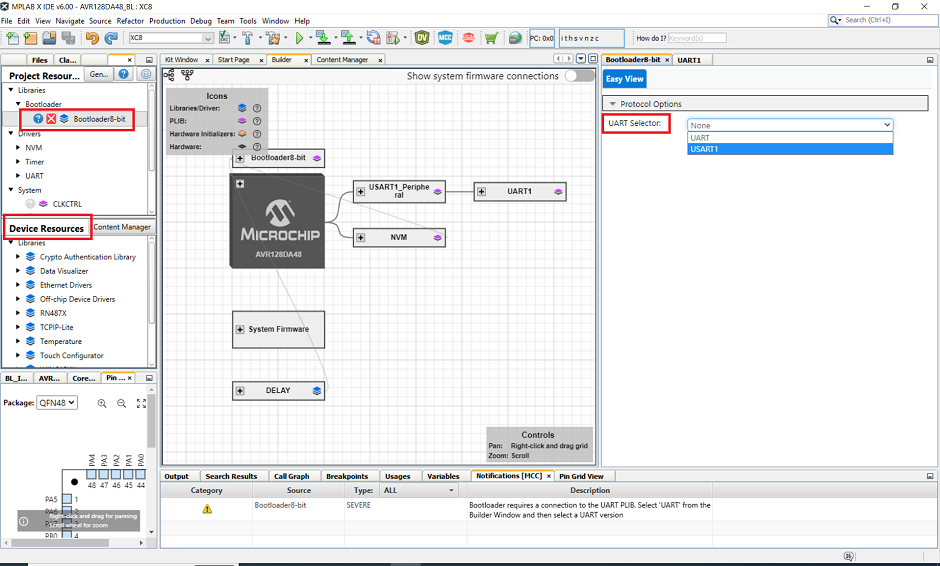 MPLAB X IDE v6.00 - AVR128DA48_BL : XC8
File Edit View Navigate Source Refactor Production Debug Team Tools Window Help
Search (Ctrl+I)
XC8
DV
MCC
PC: 0x0
ithsvnzc
How do I?
Keyword(s)
Files
Cla...
Project Resour...
Gen...
Libraries
Bootloader
Bootloader8-bit
Drivers
NVM
Timer
UART
System
CLKCTRL
Device Resources
Content Manager
Libraries
Crypto Authentication Library
Data Visualizer
Ethernet Drivers
Off-chip Device Drivers
RN487X
TCPIP-Lite
Temperature
Touch Configurator
BL_I...
AVR...
Core...
Pin ...
Package:
QFN48
PA4
PA3
PA2
PA1
PA0
48
47
46
45
44
PA5
1
PA6
Right-click and drag for panning
Scroll wheel for zoom
PB0
4
Kit Window
Start Page
Builder
Content Manager
Show system firmware connections
Icons
Libraries/Driver:
PLIB:
Hardware Initializers:
Hardware:
Bootloader8-bit
MICROCHIP
AVR128DA48
USART1_Periphe
ral
UART1
NVM
System Firmware
DELAY
Controls
Pan: Right-click and drag grid
Zoom: Scroll
Bootloader8-bit
UART1
Easy View
Protocol Options
UART Selector:
None
UART
USART1
Output
Search Results
Call Graph
Breakpoints
Usages
Variables
Notifications [MCC]
Pin Grid View
Category
Source
Type:
ALL
Description
Bootloader8-bit
SEVERE
Bootloader requires a connection to the UART PLIB. Select 'UART' from the
Builder Window and then select a UART version